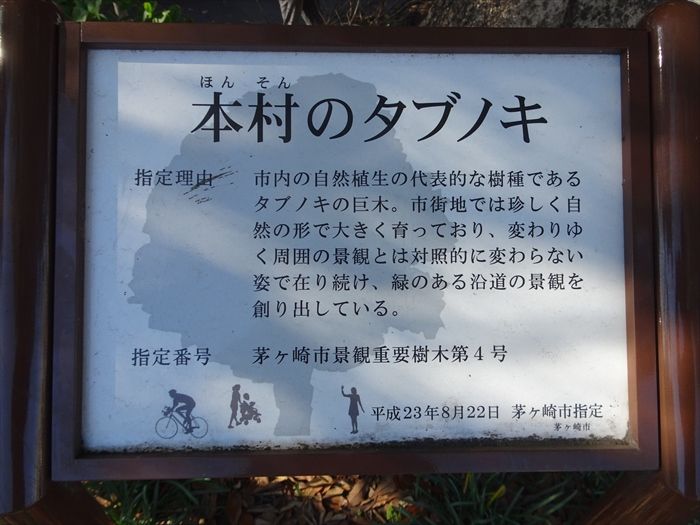 ほん そん
本村のタブノキ
指定理由 市内の自然植生の代表的な樹種である
タブノキの巨木。市街地では珍しく自
然の形で大きく育っており、変わりゆ
く周囲の景観とは対照的に変わらない
姿で在り続け、緑のある沿道の景観を
創り出している。
指定番号 茅ヶ崎市景観重要樹木第4号
平成23年8月22日 茅ヶ崎市指定
茅ヶ崎市